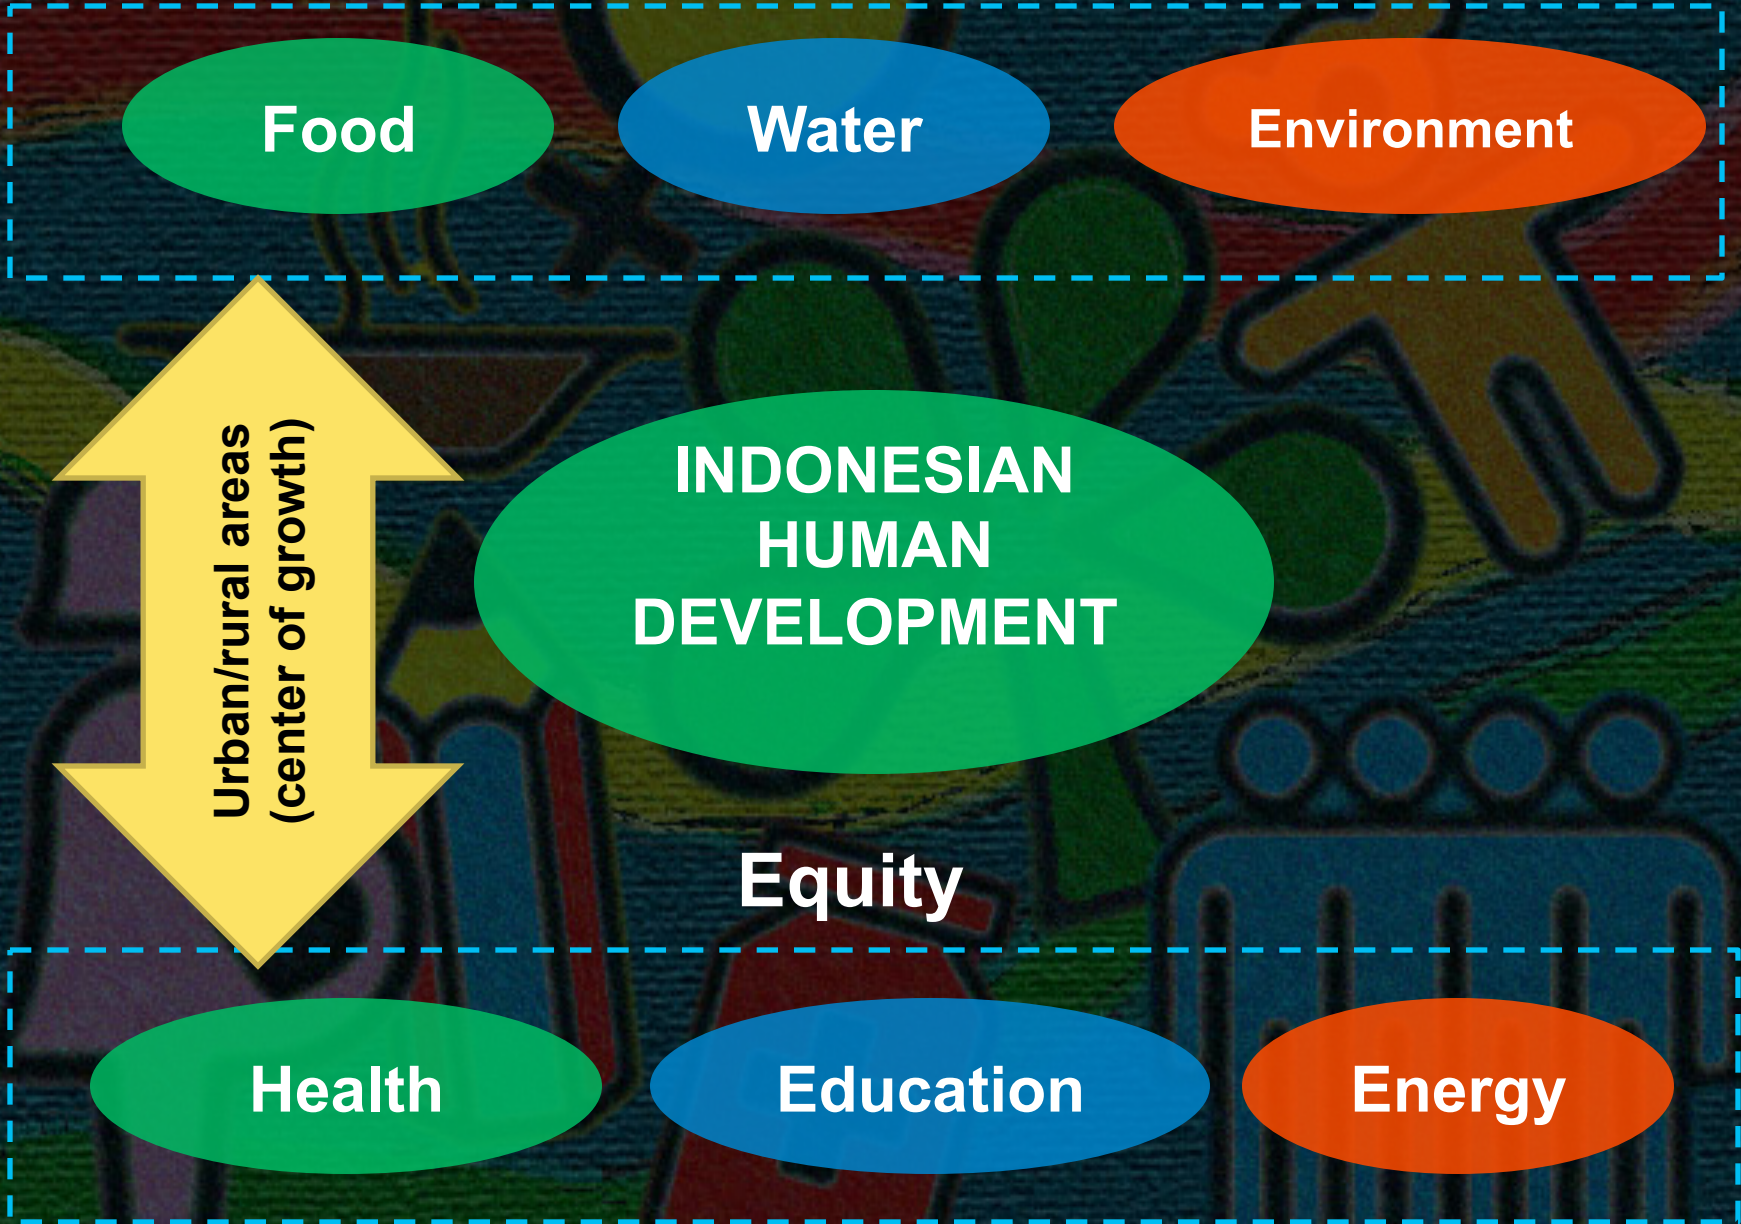 Food
Water
Environment
Urban/rural areas
(center of growth)
INDONESIAN
HUMAN
DEVELOPMENT
Equity
Health
Education
Energy